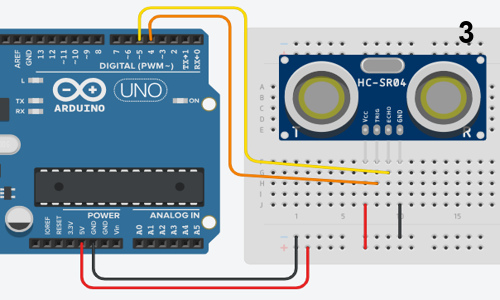 3
AREF
GND
13
12
~11
~10
~9
8
7
~6
~5
4
~3
2
TX→1
RX←0
DIGITAL (PWM~)
L
TX
RX
ARDUINO
UNO
ON
HC-SR04
VCC
TRIG
ECHO
GND
T
R
A
B
C
D
E
G
H
I
J
1
5
15
POWER
ANALOG IN
IOREF
RESET
3.3V
5V
GND
GND
Vin
A0
A1
A2
A3
A4
A5